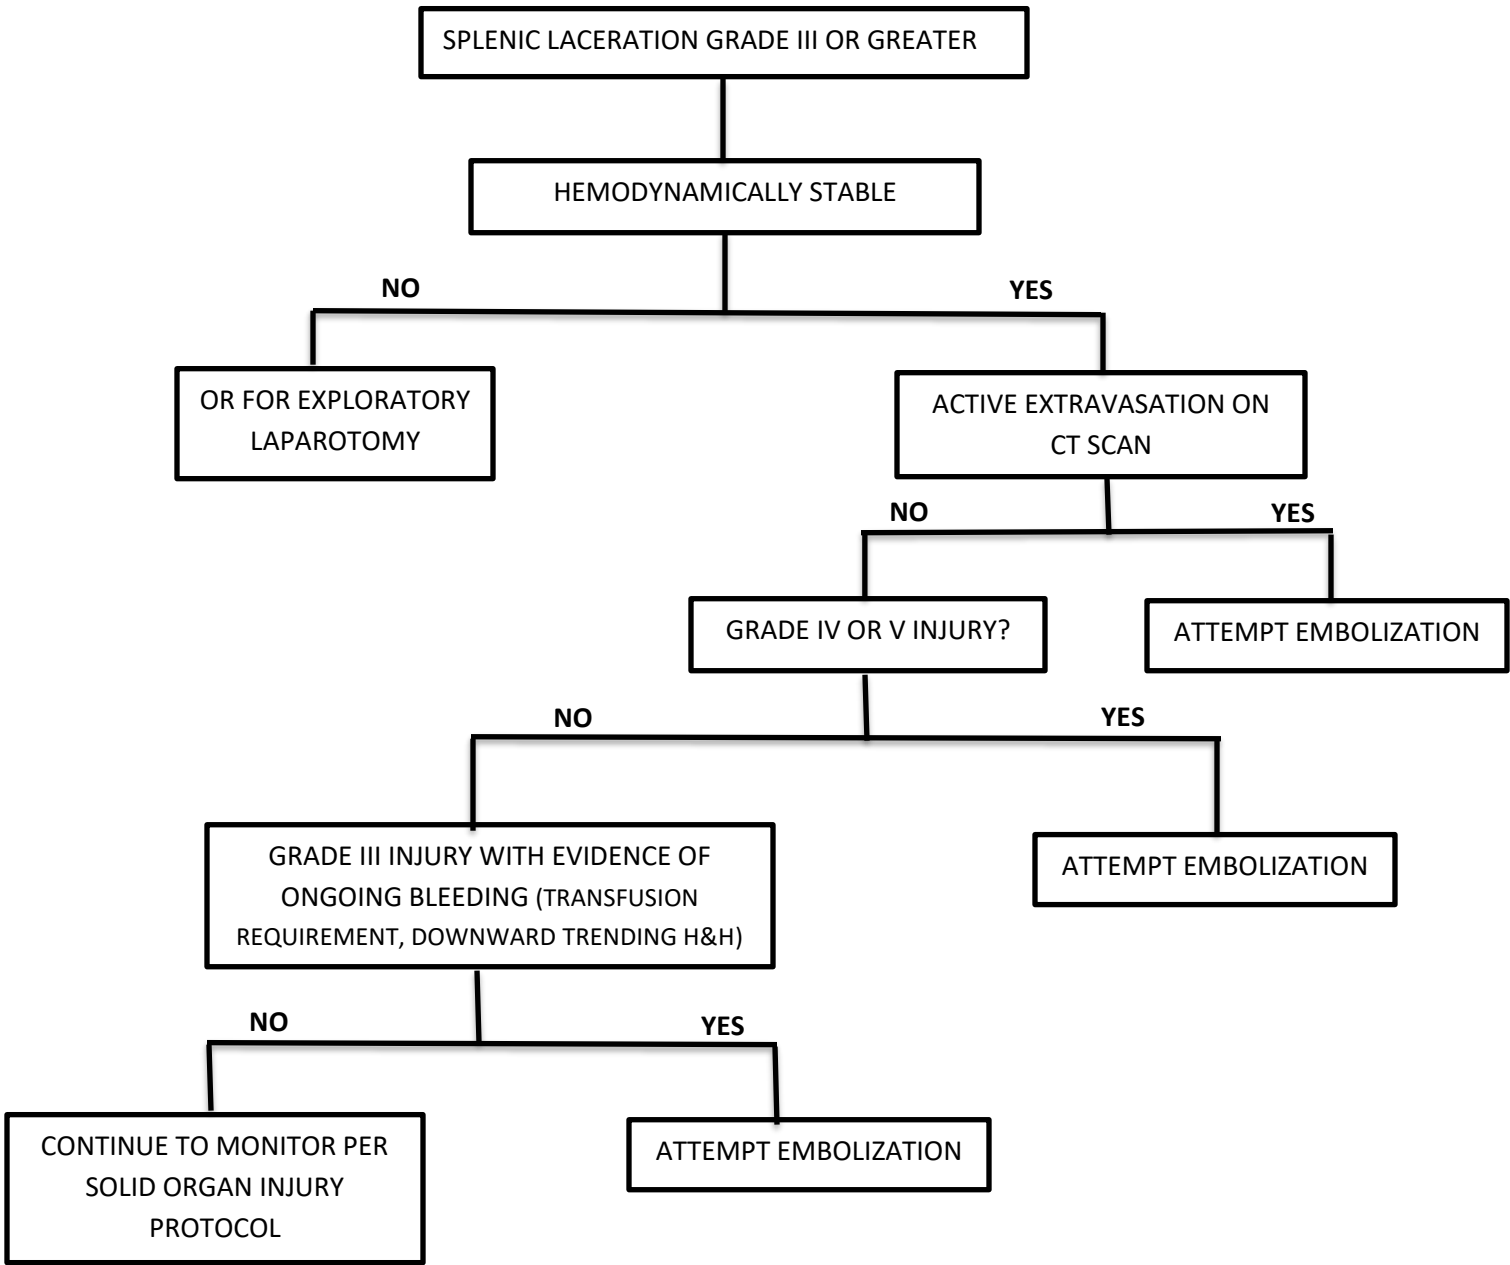 SPLENIC LACERATION GRADE III OR GREATER
HEMODYNAMICALLY STABLE
NO
YES
OR FOR EXPLORATORY
LAPAROTOMY
ACTIVE EXTRAVASATION ON
CT SCAN
NO
YES
GRADE IV OR V INJURY?
ATTEMPT EMBOLIZATION
NO
YES
GRADE III INJURY WITH EVIDENCE OF
ONGOING BLEEDING (TRANSFUSION
REQUIREMENT, DOWNWARD TRENDING H&H)
ATTEMPT EMBOLIZATION
NO
YES
CONTINUE TO MONITOR PER
SOLID ORGAN INJURY
PROTOCOL
ATTEMPT EMBOLIZATION